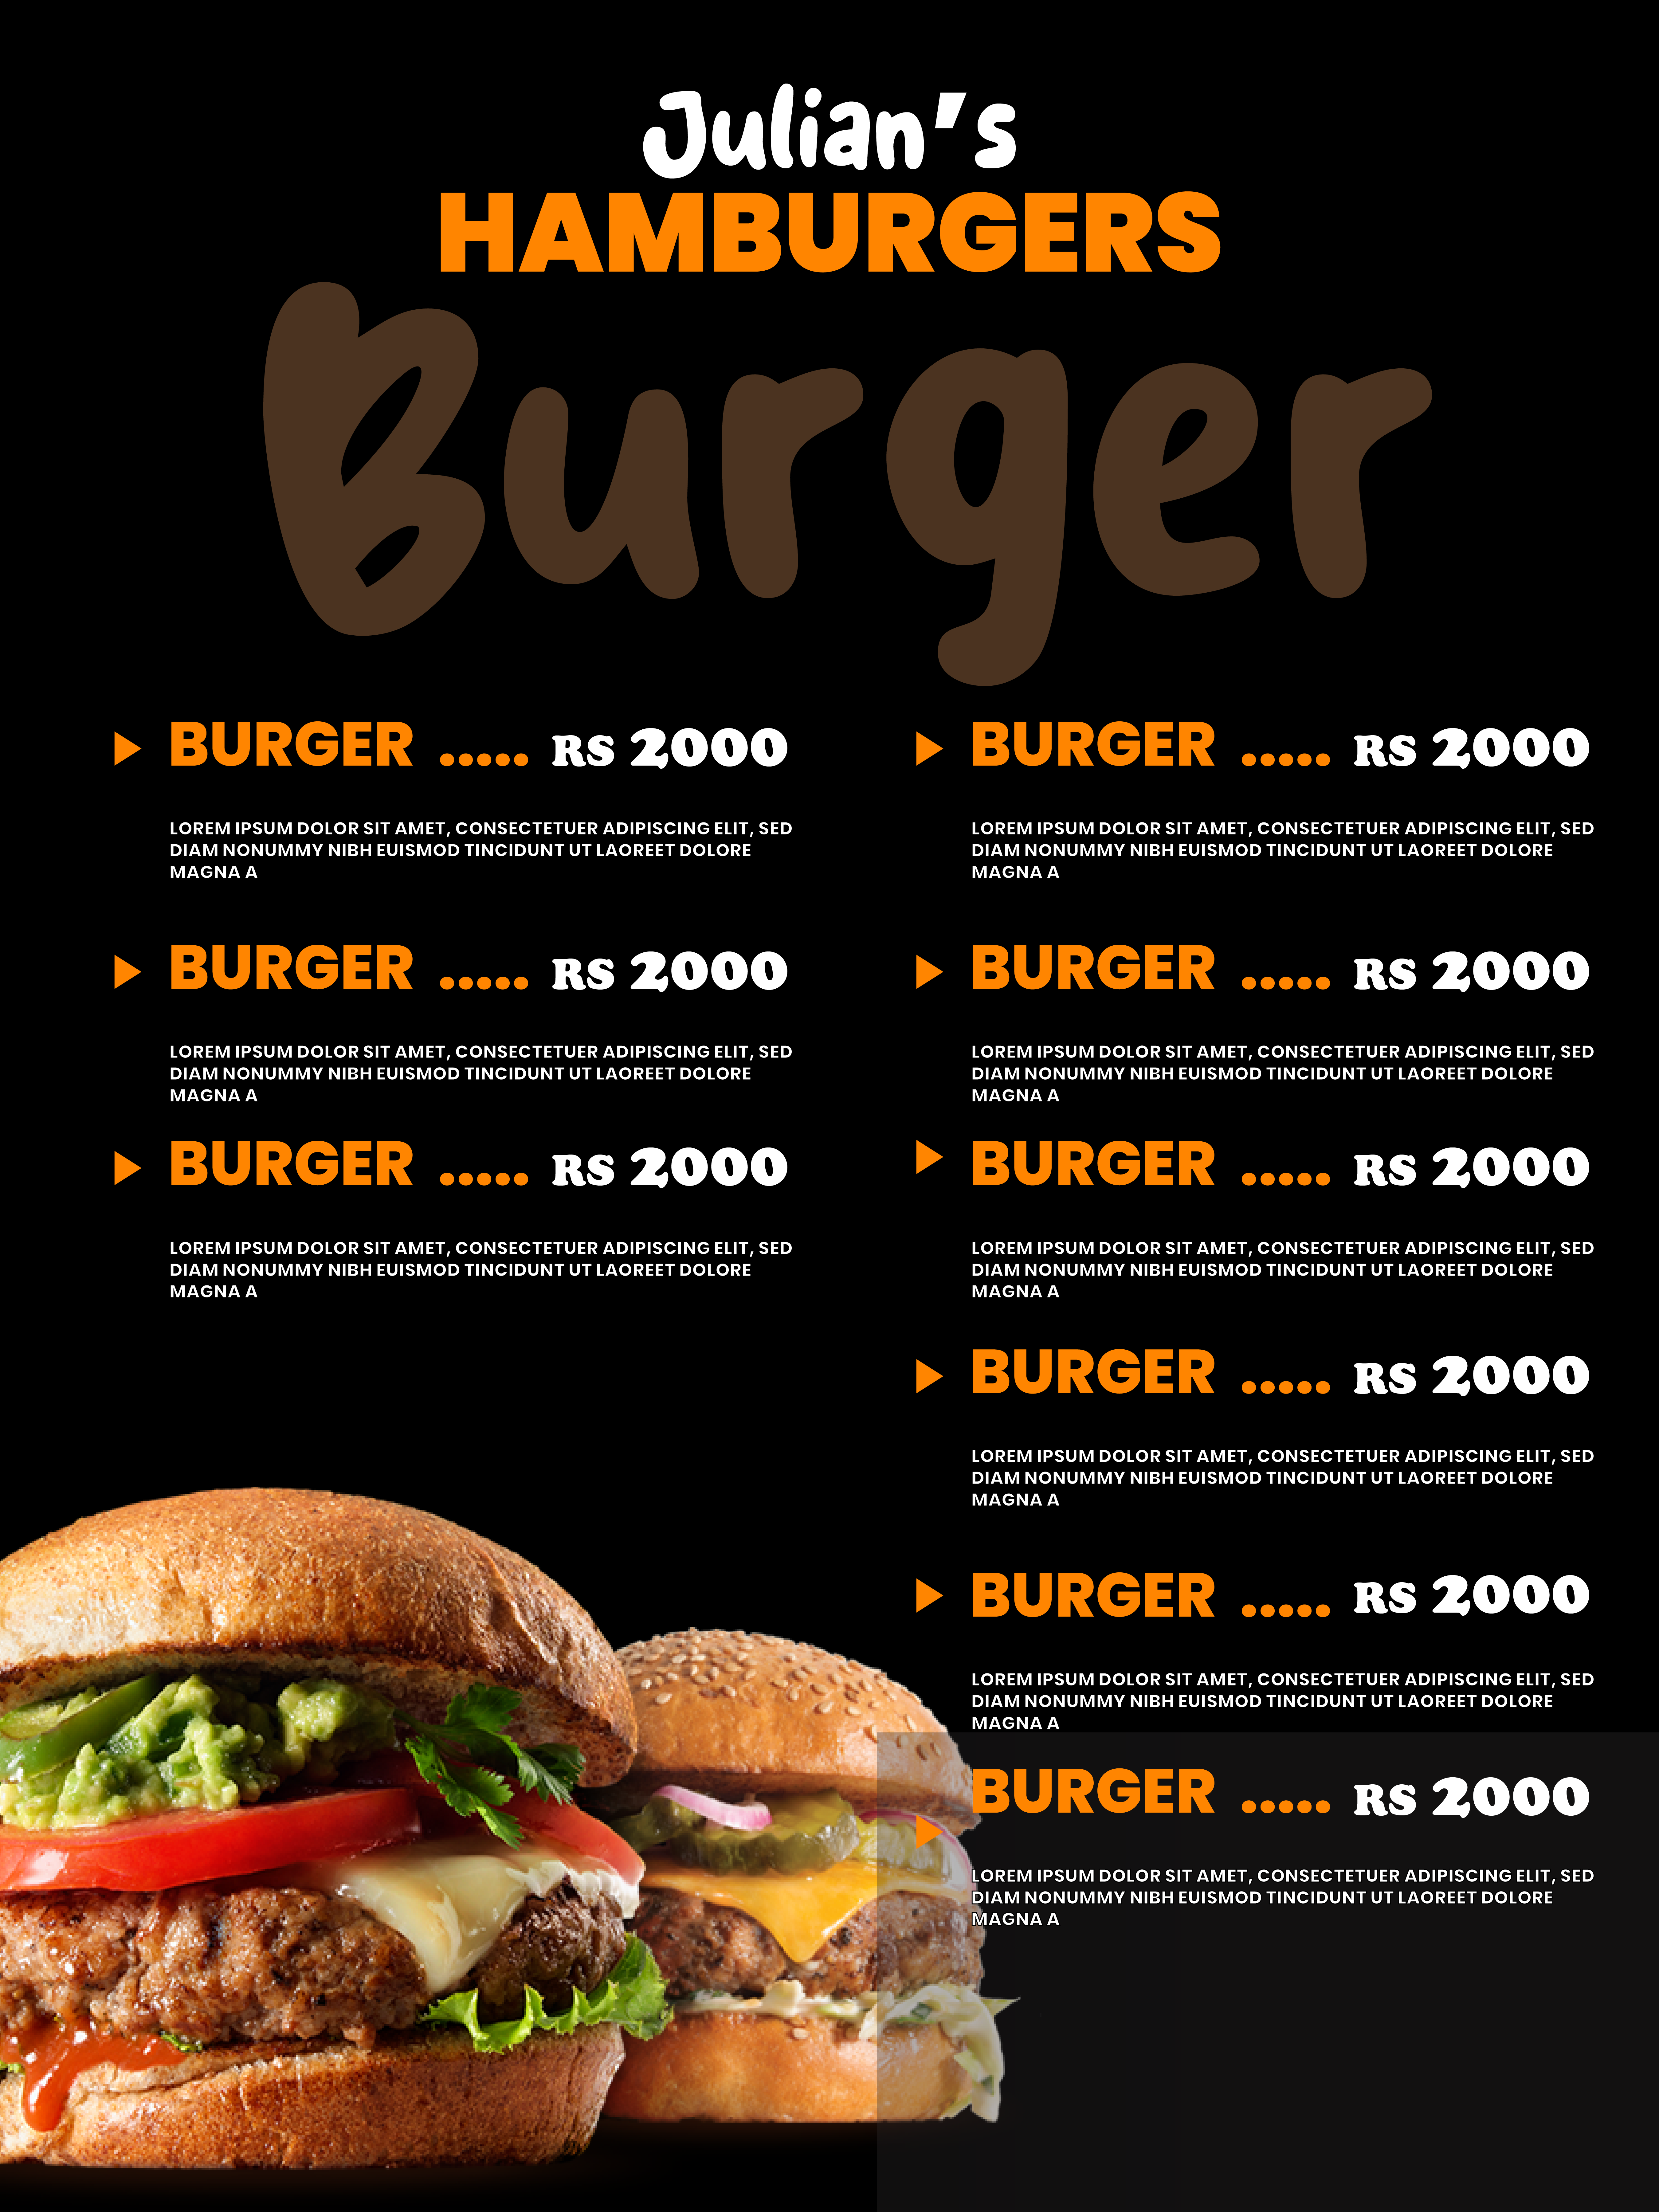 Julian's
HAMBURGERS
Burger
BURGER ..... RS 2000
LOREM IPSUM DOLOR SIT AMET, CONSECTETUER ADIPISCING ELIT, SED
DIAM NONUMMY NIBH EUISMOD TINCIDUNT UT LAOREET DOLORE
MAGNA A
BURGER ..... RS 2000
LOREM IPSUM DOLOR SIT AMET, CONSECTETUER ADIPISCING ELIT, SED
DIAM NONUMMY NIBH EUISMOD TINCIDUNT UT LAOREET DOLORE
MAGNA A
BURGER ..... RS 2000
LOREM IPSUM DOLOR SIT AMET, CONSECTETUER ADIPISCING ELIT, SED
DIAM NONUMMY NIBH EUISMOD TINCIDUNT UT LAOREET DOLORE
MAGNA A
BURGER ..... RS 2000
LOREM IPSUM DOLOR SIT AMET, CONSECTETUER ADIPISCING ELIT, SED
DIAM NONUMMY NIBH EUISMOD TINCIDUNT UT LAOREET DOLORE
MAGNA A
BURGER ..... RS 2000
LOREM IPSUM DOLOR SIT AMET, CONSECTETUER ADIPISCING ELIT, SED
DIAM NONUMMY NIBH EUISMOD TINCIDUNT UT LAOREET DOLORE
MAGNA A
BURGER ..... RS 2000
LOREM IPSUM DOLOR SIT AMET, CONSECTETUER ADIPISCING ELIT, SED
DIAM NONUMMY NIBH EUISMOD TINCIDUNT UT LAOREET DOLORE
MAGNA A
BURGER ..... RS 2000
LOREM IPSUM DOLOR SIT AMET, CONSECTETUER ADIPISCING ELIT, SED
DIAM NONUMMY NIBH EUISMOD TINCIDUNT UT LAOREET DOLORE
MAGNA A
BURGER ..... RS 2000
LOREM IPSUM DOLOR SIT AMET, CONSECTETUER ADIPISCING ELIT, SED
DIAM NONUMMY NIBH EUISMOD TINCIDUNT UT LAOREET DOLORE
MAGNA A
BURGER ..... RS 2000
LOREM IPSUM DOLOR SIT AMET, CONSECTETUER ADIPISCING ELIT, SED
DIAM NONUMMY NIBH EUISMOD TINCIDUNT UT LAOREET DOLORE
MAGNA A